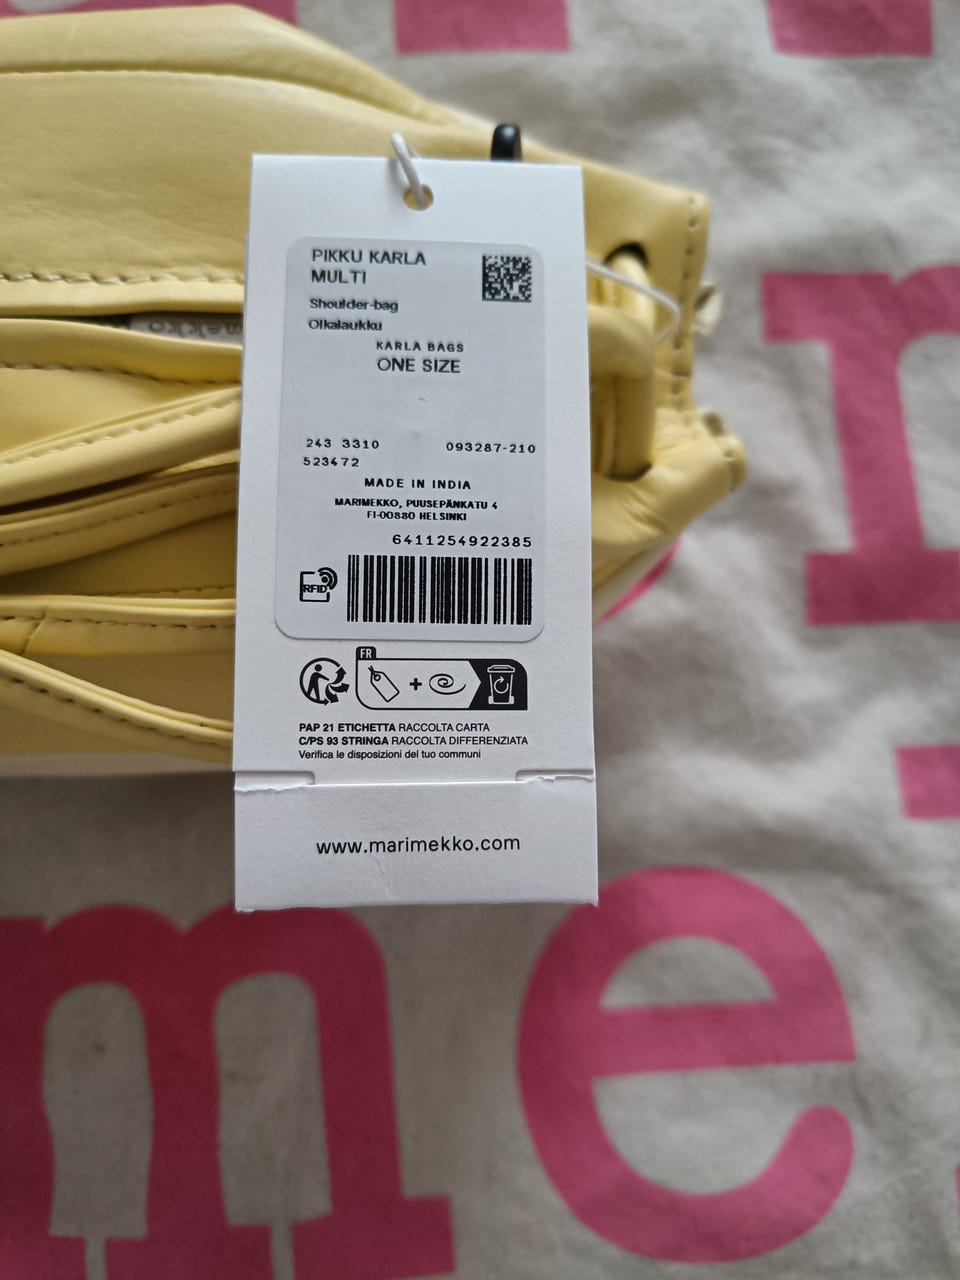 PIKKU KARLA
MULTI
Shoulder-bag
Olkalaukku
KARLA BAGS
ONE SIZE
243 3310 093287-210
523472
MADE IN INDIA
MARIMEKKO, PUUSEPÄNKATU 4
FI-00880 HELSINKI
6411254922385
RFID
FR
PAP 21 ETICHETTA RACCOLTA CARTA
C/PS 93 STRINGA RACCOLTA DIFFERENZIATA
Verifica le disposizioni del tuo communi
www.marimekko.com
me